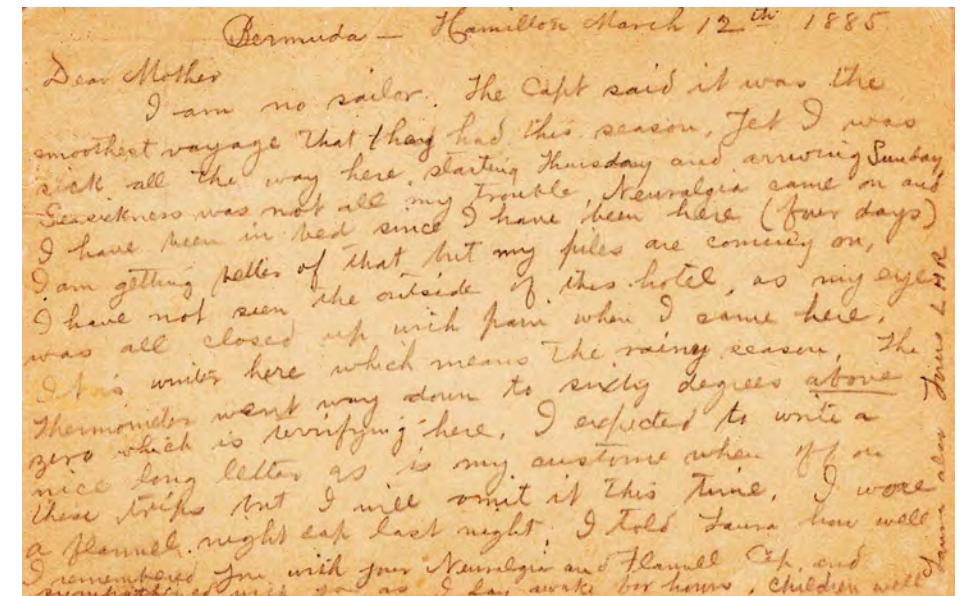 Bermuda — Hamilton March 12th 1885
Dear Mother
I am no sailor. The Capt said it was the
smoothest voyage that they had this season, yet I was
sick all the way here, starting Thursday and arriving Sunday
Seasickness was not all my trouble, Neuralgia came on and
I have been in bed since I have been here (four days)
I am getting better of that but my piles are coming on,
I have not seen the outside of this hotel, as my eye
was all closed up with pain when I came here.
It is winter here which means the rainy season, The
Thermometer went way down to sixty degrees above
zero which is terrifying here, I expected to write a
nice long letter as is my custome when off on
these trips but I will omit it this time. I wore
a flannel night cap last night, I told Laura how well
I remembered you with your Neuralgia and Flannel Cap, and
sympathized with you as I lay awake for hours, children well
Laura also Yours LHR